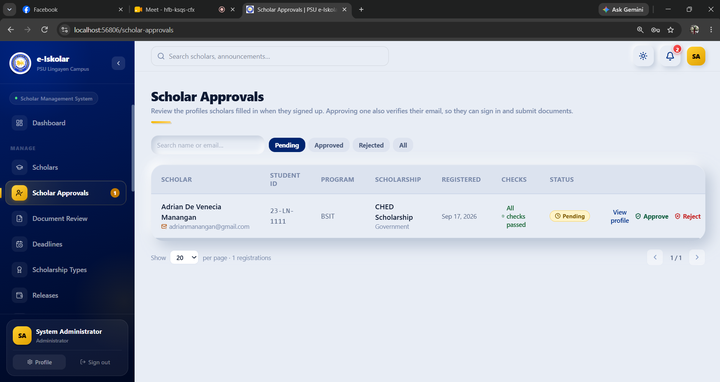 Facebook
Meet - hfb-ksqs-cfx
Scholar Approvals | PSU e-Iskol
Ask Gemini
localhost:56806/scholar-approvals
e-Iskolar
PSU Lingayen Campus
Scholar Management System
Dashboard
MANAGE
Scholars
Scholar Approvals 1
Document Review
Deadlines
Scholarship Types
Releases
SA
System Administrator
Administrator
Profile
Sign out
Search scholars, announcements...
2
SA
Scholar Approvals
Review the profiles scholars filled in when they signed up. Approving one also verifies their email, so they can sign in and submit documents.
Search name or email...
Pending
Approved
Rejected
All
SCHOLAR STUDENT ID PROGRAM SCHOLARSHIP REGISTERED CHECKS STATUS
Adrian De Venecia Manangan
adrianmanangan@gmail.com
23-LN-1111
BSIT
CHED Scholarship
Government
Sep 17, 2026
All checks passed
Pending
View profile
Approve
Reject
Show 20 per page · 1 registrations
1 / 1